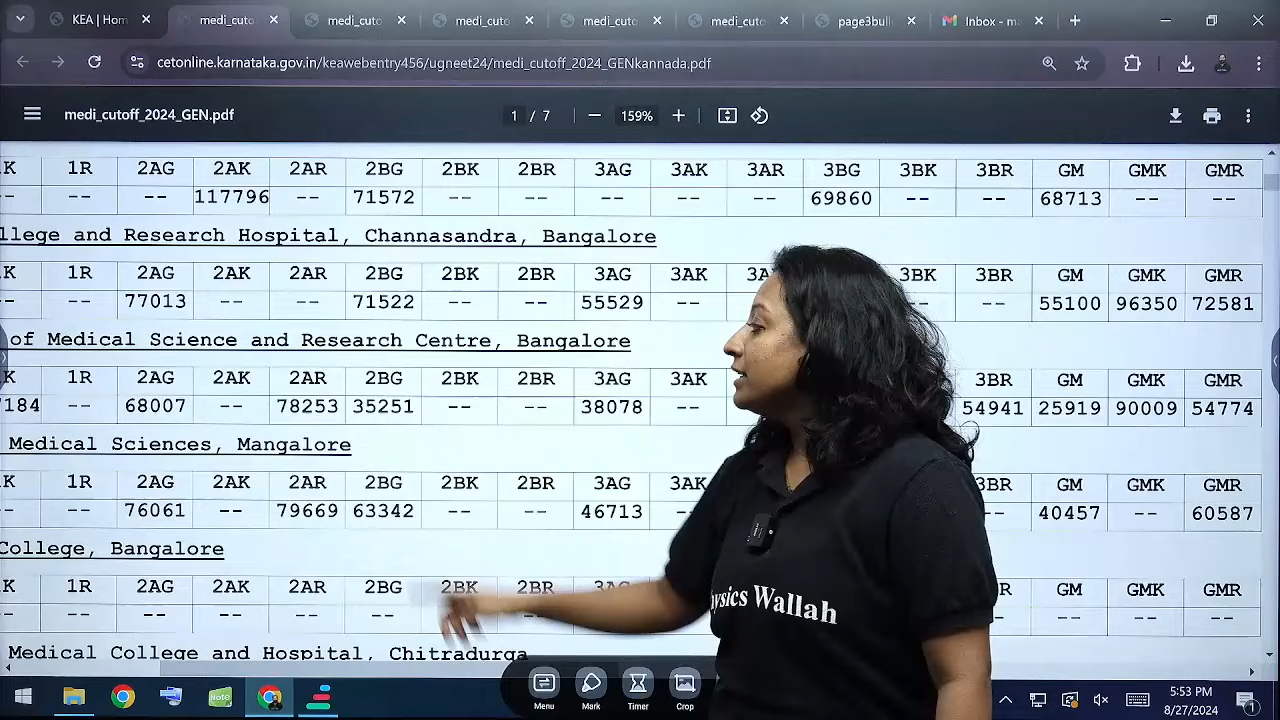 KEA | Hom
medi_cuto
medi_cuto
medi_cuto
medi_cuto
medi_cuto
page3bull
Inbox - m
cetonline.karnataka.gov.in/keawebentry456/ugneet24/medi_cutoff_2024_GENkannada.pdf
medi_cutoff_2024_GEN.pdf
1 / 7
159%
K 1R 2AG 2AK 2AR 2BG 2BK 2BR 3AG 3AK 3AR 3BG 3BK 3BR GM GMK GMR
-- -- -- 117796 -- 71572 -- -- -- -- -- 69860 -- -- 68713 -- --
llege and Research Hospital, Channasandra, Bangalore
K 1R 2AG 2AK 2AR 2BG 2BK 2BR 3AG 3AK 3A 3BK 3BR GM GMK GMR
-- -- 77013 -- -- 71522 -- -- 55529 -- -- 55100 96350 72581
of Medical Science and Research Centre, Bangalore
K 1R 2AG 2AK 2AR 2BG 2BK 2BR 3AG 3AK 3BR GM GMK GMR
7184 -- 68007 -- 78253 35251 -- -- 38078 -- 54941 25919 90009 54774
Medical Sciences, Mangalore
K 1R 2AG 2AK 2AR 2BG 2BK 2BR 3AG 3AK 3BR GM GMK GMR
-- -- 76061 -- 79669 63342 -- -- 46713 -- -- 40457 -- 60587
College, Bangalore
K 1R 2AG 2AK 2AR 2BG 2BK 2BR 3AG R GM GMK GMR
-- -- -- -- -- -- -- -- -- -- --
Medical College and Hospital, Chitradurga
ysics Wallah
Menu
Mark
Timer
Crop
Note
5:53 PM
8/27/2024
1